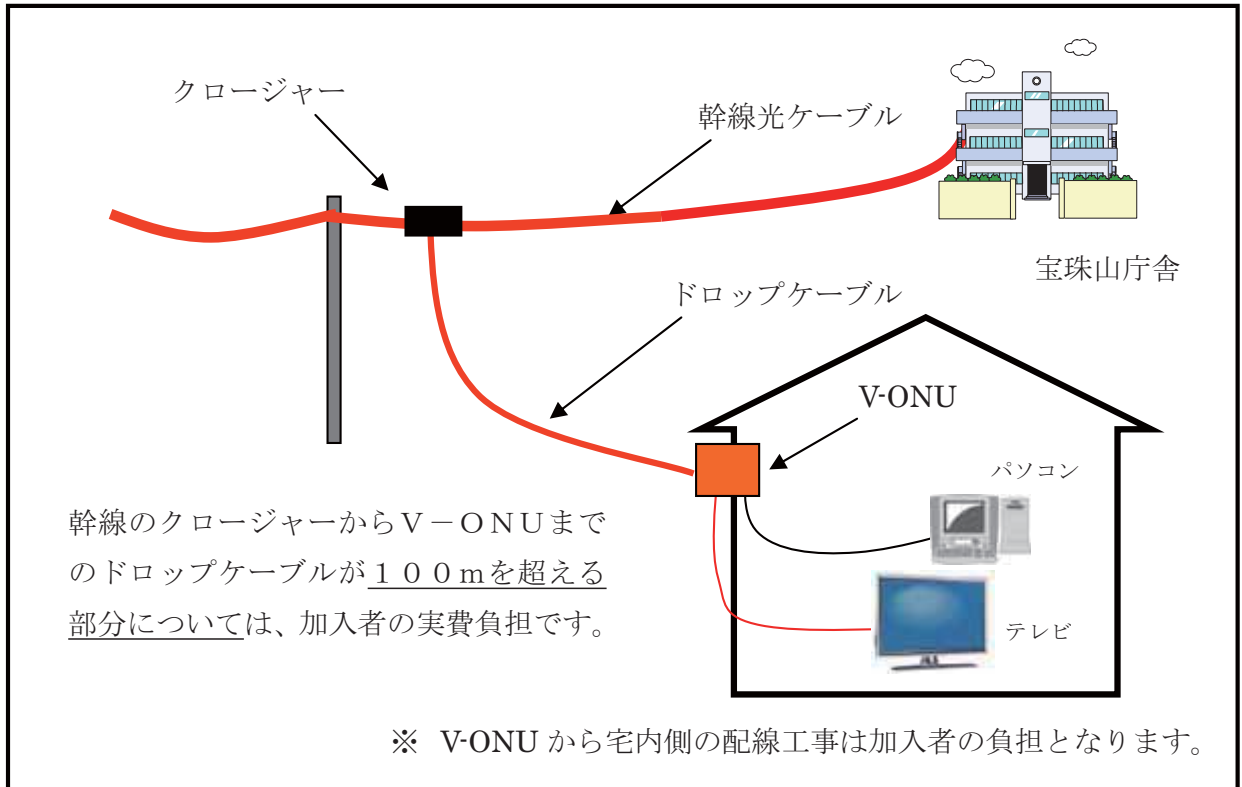 クロージャー
幹線光ケーブル
宝珠山庁舎
ドロップケーブル
V-ONU
パソコン
幹線のクロージャーからV－ONUまで
のドロップケーブルが１００ｍを超える
部分については、加入者の実費負担です。
テレビ
※ V-ONU から宅内側の配線工事は加入者の負担となります。